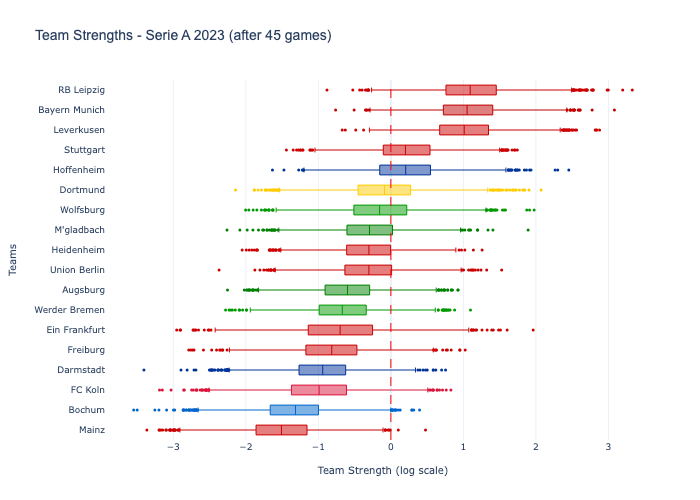 Team Strengths - Serie A 2023 (after 45 games)
RB Leipzig
Bayern Munich
Leverkusen
Stuttgart
Hoffenheim
Dortmund
Wolfsburg
M'gladbach
Heidenheim
Union Berlin
Augsburg
Werder Bremen
Ein Frankfurt
Freiburg
Darmstadt
FC Koln
Bochum
Mainz
Teams
−3 −2 −1 0 1 2 3
Team Strength (log scale)